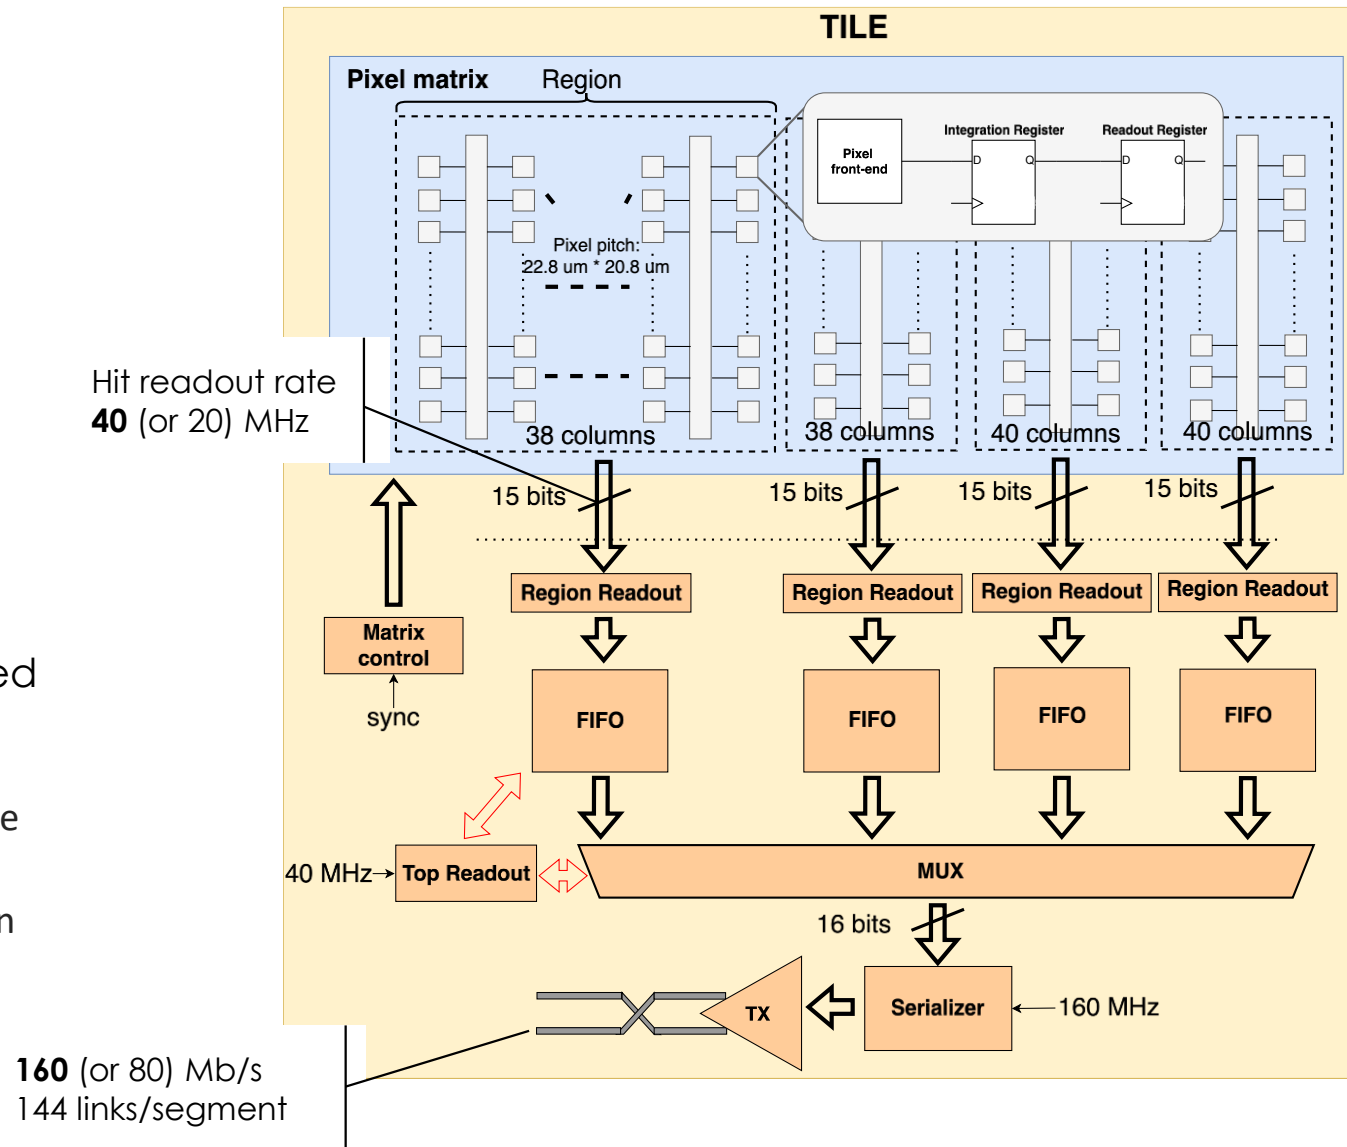 TILE
Pixel matrix
Region
Pixel front-end
Integration Register
Readout Register
D
Q
D
Q
Pixel pitch:
22.8 um * 20.8 um
Hit readout rate
40 (or 20) MHz
38 columns
38 columns
40 columns
40 columns
15 bits
15 bits
15 bits
15 bits
Region Readout
Region Readout
Region Readout
Region Readout
Matrix
control
sync
ed
FIFO
FIFO
FIFO
FIFO
e
40 MHz
Top Readout
MUX
n
16 bits
TX
Serializer
160 MHz
160 (or 80) Mb/s
144 links/segment